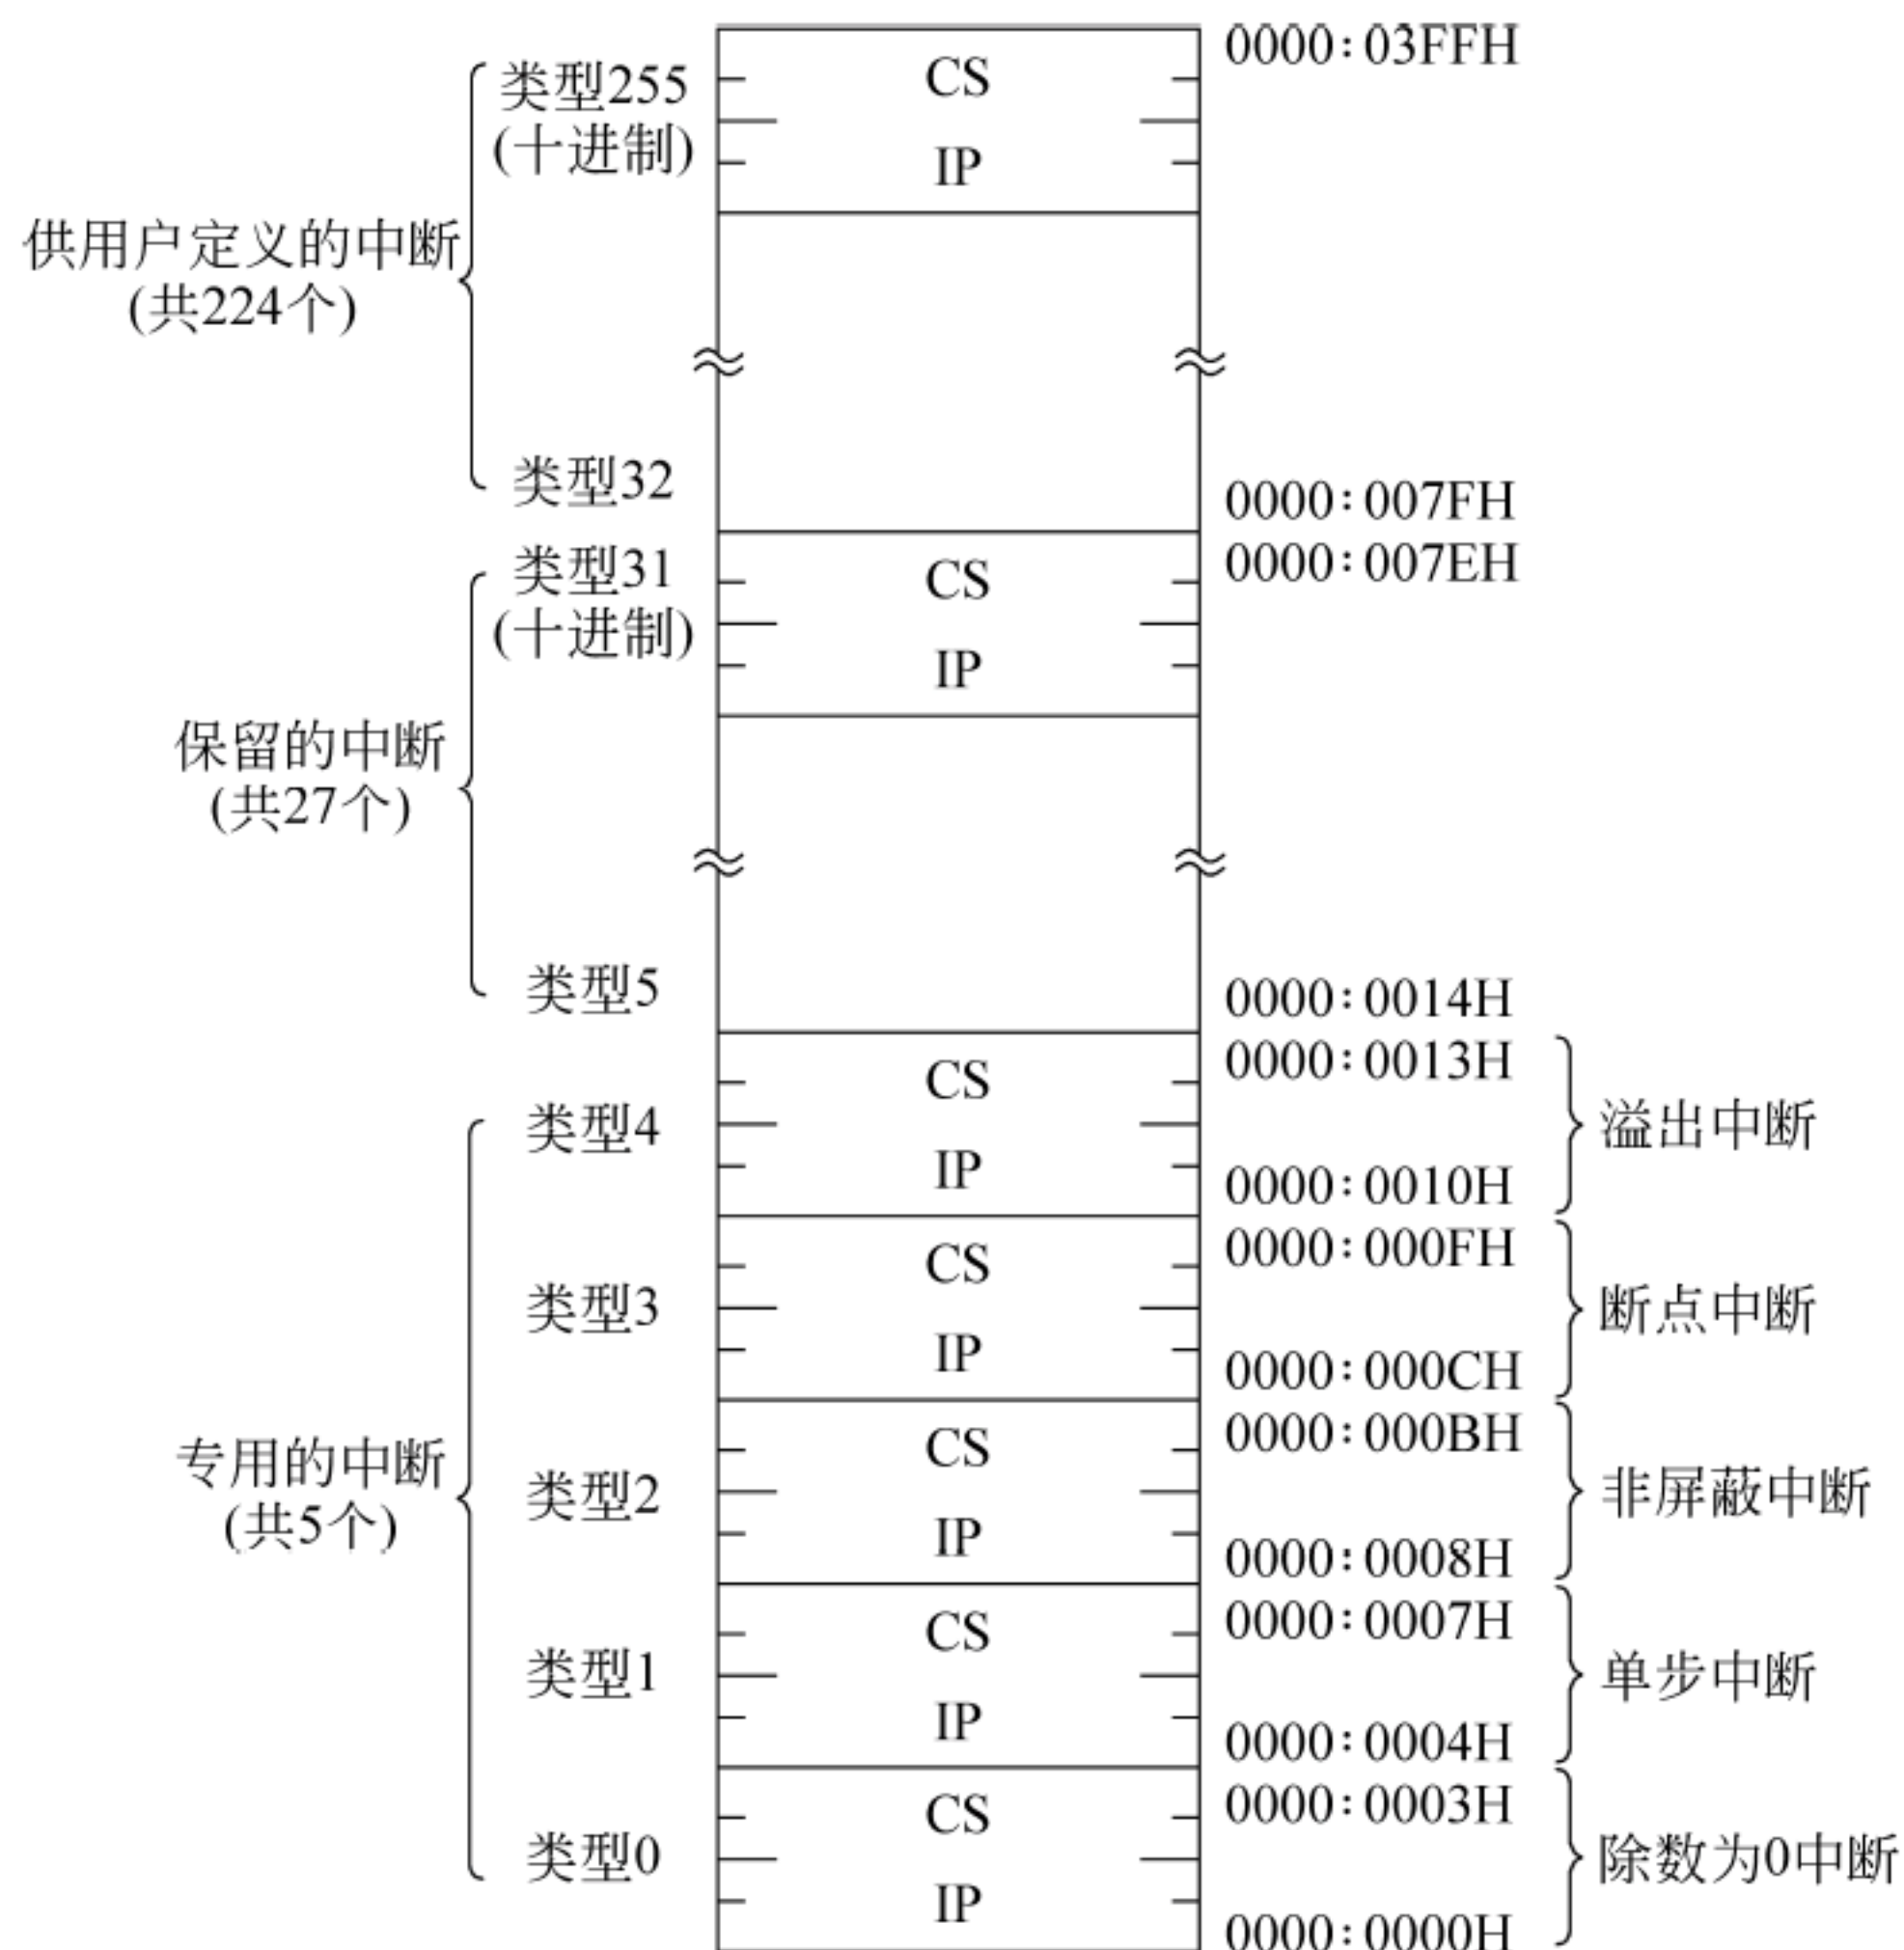 0000:03FFH
类型255
(十进制)
CS
IP
供用户定义的中断
(共224个)
类型32
0000:007FH
类型31
(十进制)
CS
IP
0000:007EH
保留的中断
(共27个)
类型5
0000:0014H
CS
0000:0013H
类型4
溢出中断
IP
0000:0010H
CS
0000:000FH
类型3
断点中断
IP
0000:000CH
专用的中断
(共5个)
CS
0000:000BH
类型2
非屏蔽中断
IP
0000:0008H
CS
0000:0007H
类型1
单步中断
IP
0000:0004H
CS
0000:0003H
类型0
除数为0中断
IP
0000:0000H